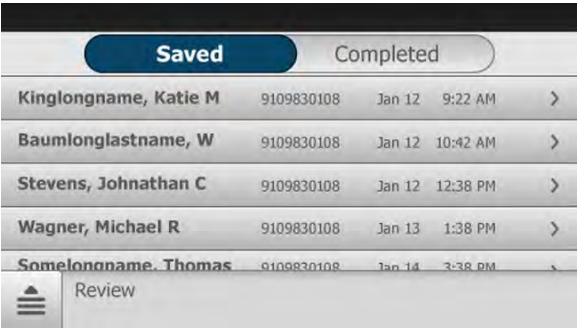 Saved Completed
Kinglongname, Katie M 9109830108 Jan 12 9:22 AM
Baumlonglastname, W 9109830108 Jan 12 10:42 AM
Stevens, Johnathan C 9109830108 Jan 12 12:38 PM
Wagner, Michael R 9109830108 Jan 13 1:38 PM
Somelongname, Thomas 9109830108 Jan 14 3:38 PM
Review